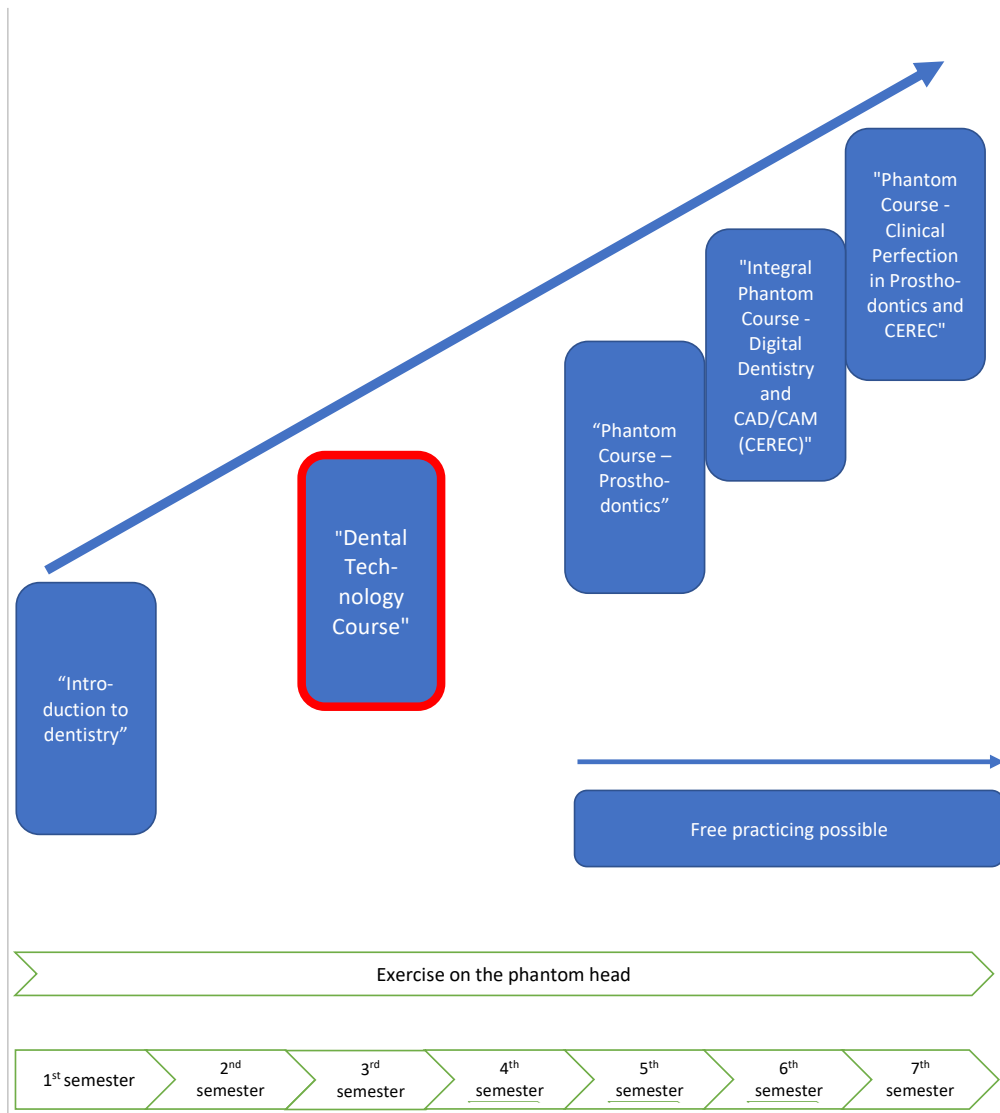 "Phantom
Course -
Clinical
Perfection
in Prostho-
dontics and
CEREC"
"Integral
Phantom
Course -
Digital
Dentistry
and
CAD/CAM
(CEREC)"
“Phantom
Course –
Prostho-
dontics”
"Dental
Tech-
nology
Course"
“Intro-
duction to
dentistry”
Free practicing possible
Exercise on the phantom head
1st semester
2nd
semester
3rd
semester
4th
semester
5th
semester
6th
semester
7th
semester